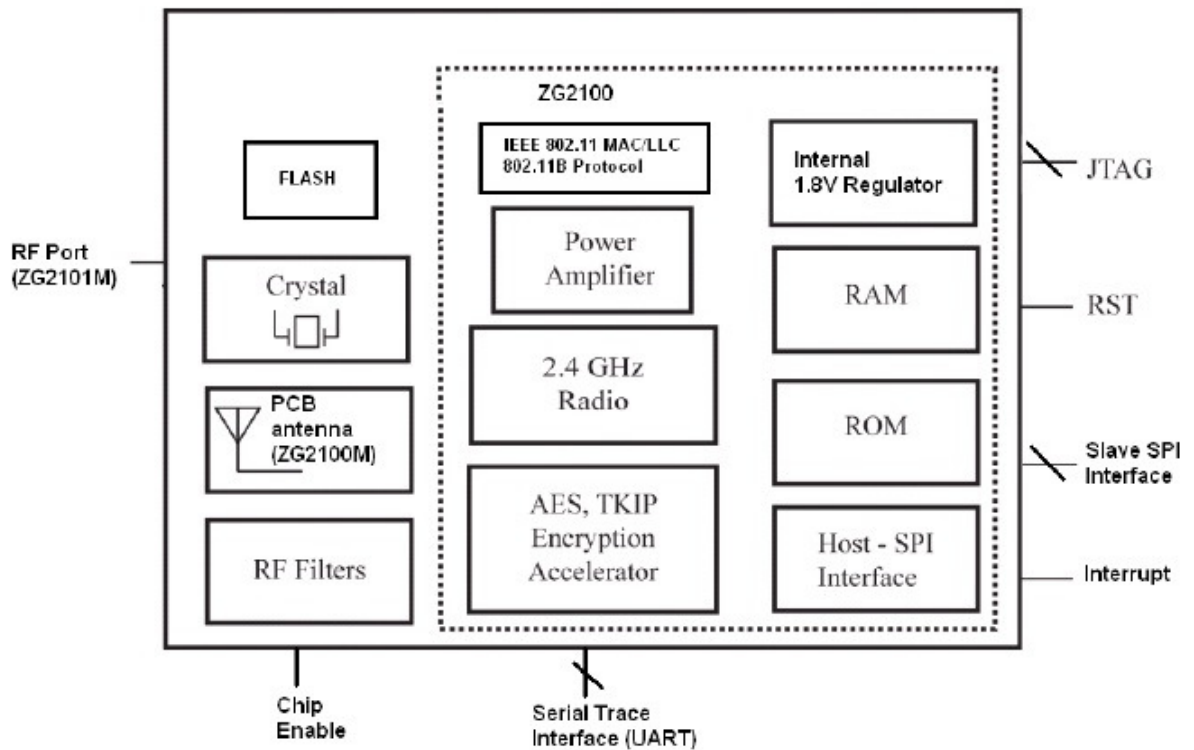 ZG2100
IEEE 802.11 MAC/LLC
802.11B Protocol
Internal
1.8V Regulator
FLASH
JTAG
RF Port
(ZG2101M)
Power
Amplifier
Crystal
RAM
RST
2.4 GHz
Radio
PCB
antenna
(ZG2100M)
ROM
Slave SPI
Interface
AES, TKIP
Encryption
Accelerator
RF Filters
Host - SPI
Interface
Interrupt
Chip
Enable
Serial Trace
Interface (UART)